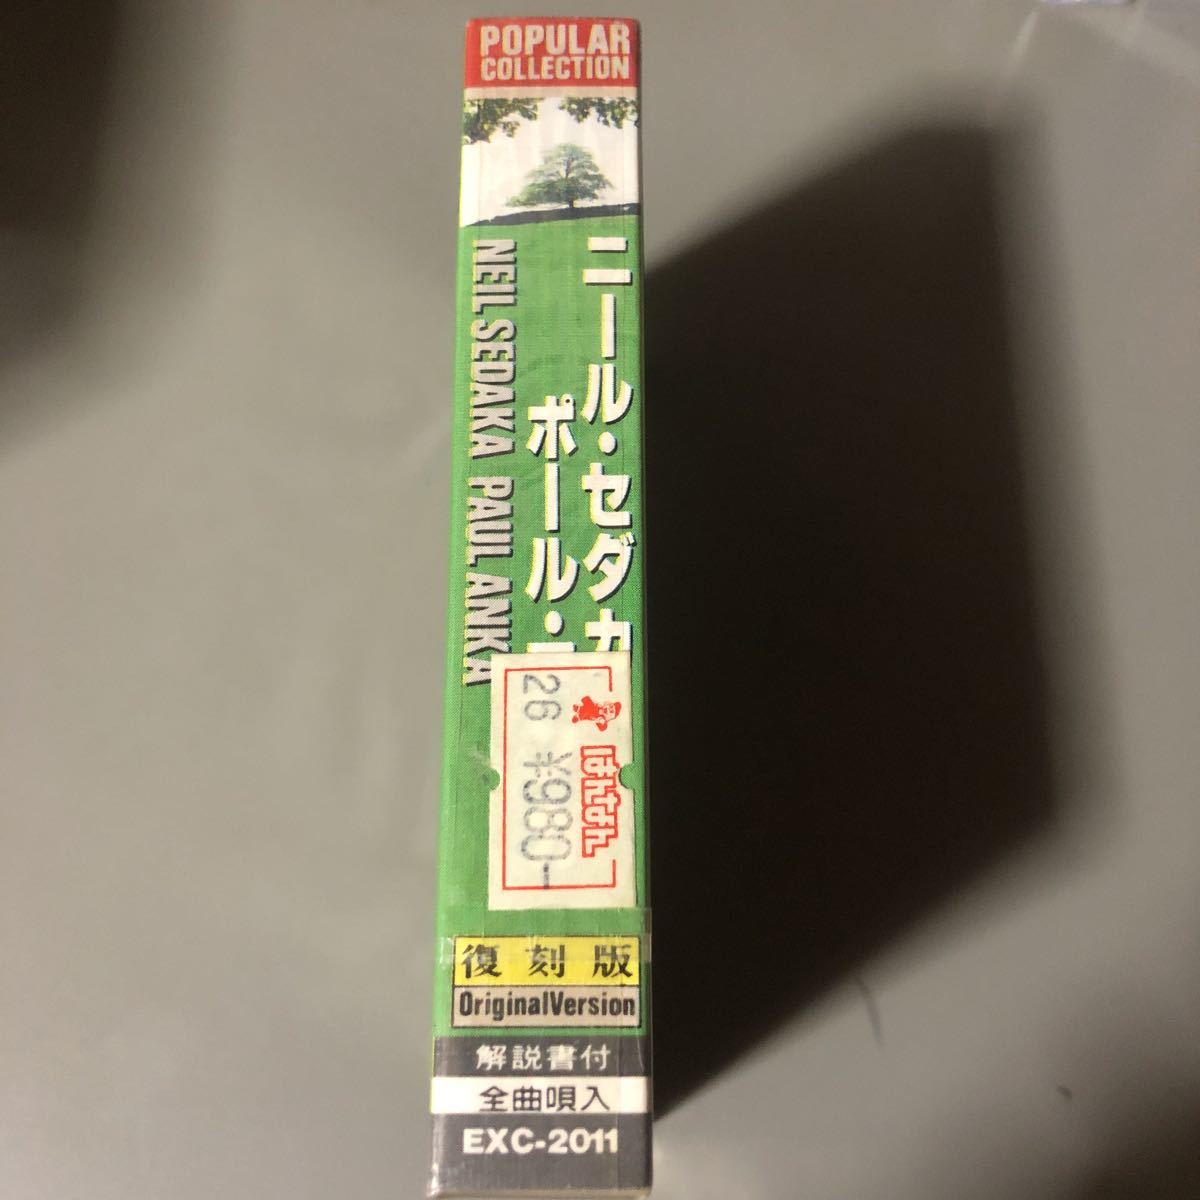 POPULAR
COLLECTION
ニール・セダカ
ポール・
NEIL SEDAKA PAUL ANKA
26 ¥980-
復刻版
OriginalVersion
解説書付
全曲唄入
EXC-2011